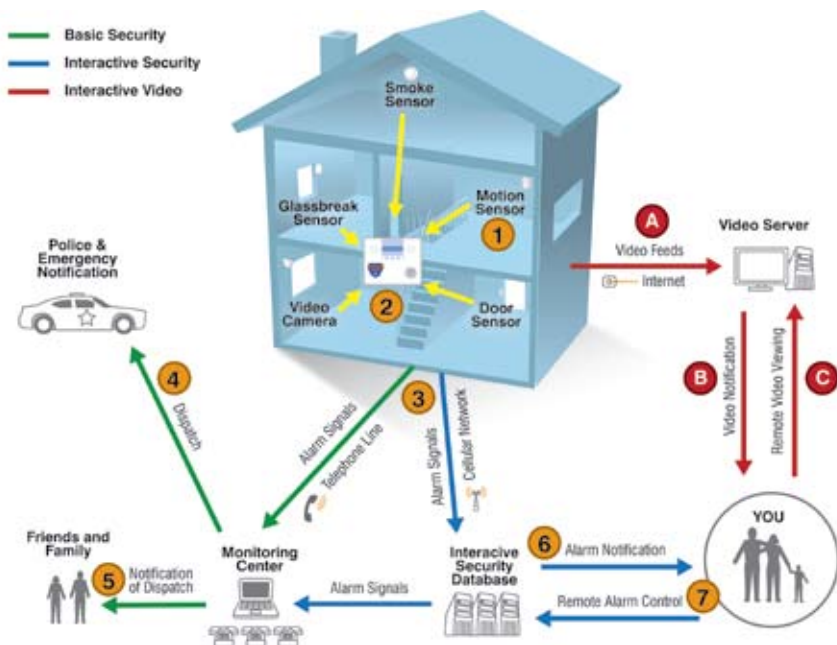 Basic Security
Interactive Security
Interactive Video
Smoke
Sensor
Glassbreak
Sensor
Motion
Sensor
1
Video
Camera
2
Door
Sensor
A
Video Feeds
Internet
Video Server
Police &
Emergency
Notification
4
Dispatch
3
Alarm Signals
Telephone Line
Alarm Signals
Cellular Network
B
Video Notification
C
Remote Video Viewing
YOU
Friends and
Family
5
Notification
of Dispatch
Monitoring
Center
Alarm Signals
Interacive
Security
Database
6
Alarm Notification
7
Remote Alarm Control